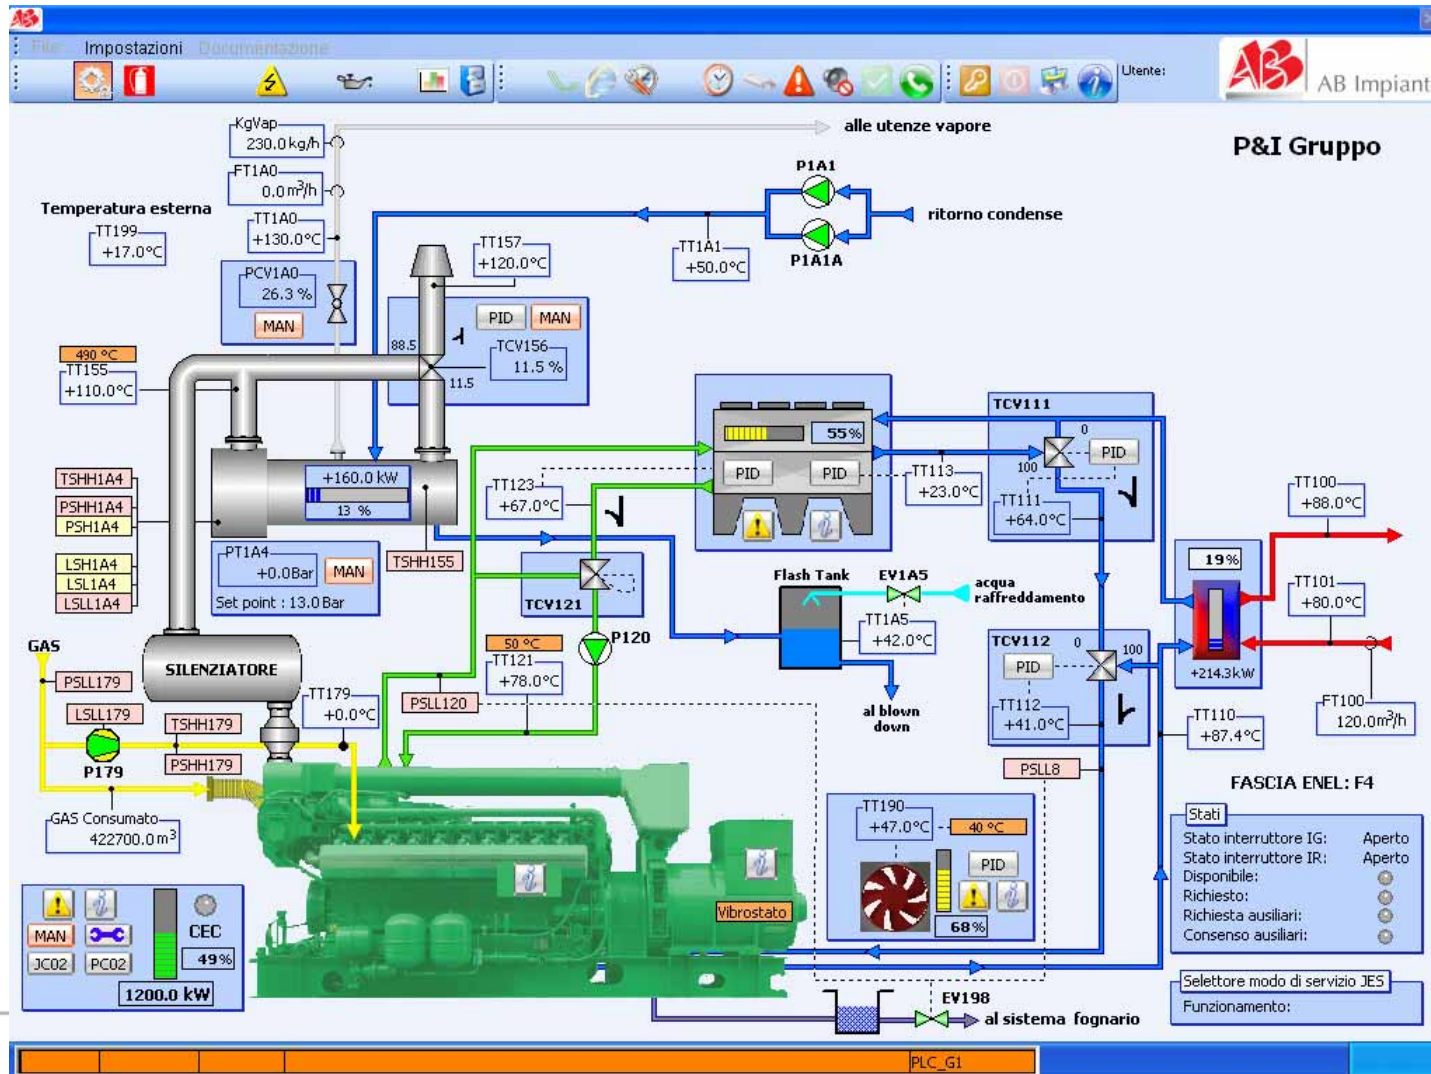 File Impostazioni Documentazione
Utente:
AB AB Impiant
P&I Gruppo
KgVap
230.0 kg/h
alle utenze vapore
FT1A0
0.0 m³/h
Temperatura esterna
TT199
+17.0°C
TT1A0
+130.0°C
P1A1
ritorno condense
P1A1A
TT1A1
+50.0°C
TT157
+120.0°C
PCV1A0
26.3 %
MAN
PID MAN
88.5
TCV156
11.5 %
11.5
490 °C
TT155
+110.0°C
TSHH1A4
PSHH1A4
PSH1A4
LSH1A4
LSL1A4
LSLL1A4
+160.0 kW
13 %
PT1A4
+0.0Bar
MAN
Set point : 13.0 Bar
TSHH155
55%
PID PID
TT123
+67.0°C
TT113
+23.0°C
TCV111
0
100
PID
TT111
+64.0°C
TT100
+88.0°C
19%
TT101
+80.0°C
+214.3kW
FT100
120.0m³/h
TCV121
Flash Tank
EV1A5
acqua
raffreddamento
TT1A5
+42.0°C
al blown
down
TCV112
0
100
PID
TT112
+41.0°C
TT110
+87.4°C
P120
50 °C
TT121
+78.0°C
PSLL120
GAS
SILENZIATORE
PSLL179
LSLL179
TSHH179
TT179
+0.0°C
P179
PSHH179
GAS Consumato
422700.0 m³
PSLL8
TT190
+47.0°C
40 °C
PID
68%
Vibrostato
MAN
CEC
JC02 PC02
49%
1200.0 kW
EV198
al sistema fognario
FASCIA ENEL: F4
Stati
Stato interruttore IG: Aperto
Stato interruttore IR: Aperto
Disponibile:
Richiesto:
Richiesta ausiliari:
Consenso ausiliari:
Selettore modo di servizio JES
Funzionamento:
PLC_G1